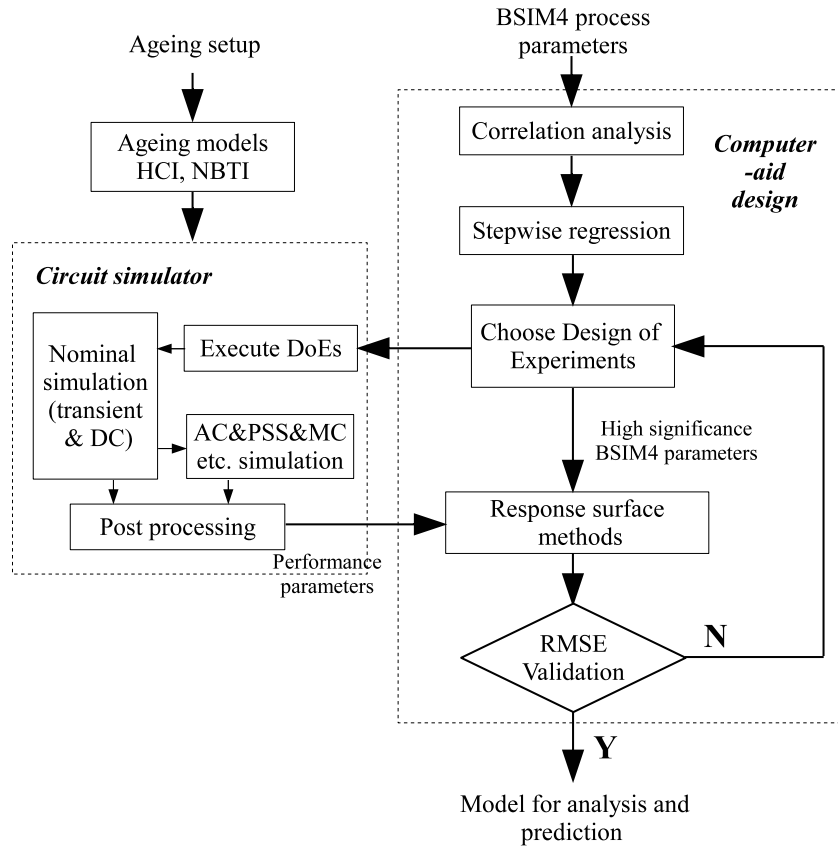 Ageing setup
BSIM4 process
parameters
Ageing models
HCI, NBTI
Correlation analysis
Computer
-aid
design
Stepwise regression
Circuit simulator
Choose Design of
Experiments
Execute DoEs
Nominal
simulation
(transient
& DC)
AC&PSS&MC
etc. simulation
High significance
BSIM4 parameters
Post processing
Response surface
methods
Performance
parameters
RMSE
Validation
N
Y
Model for analysis and
prediction